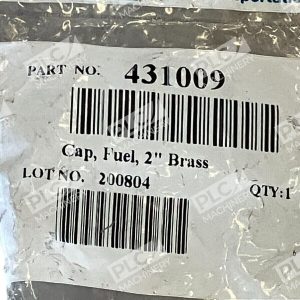 PART NO. 431009
Cap, Fuel, 2" Brass
LOT NO. 200804 QTY:1